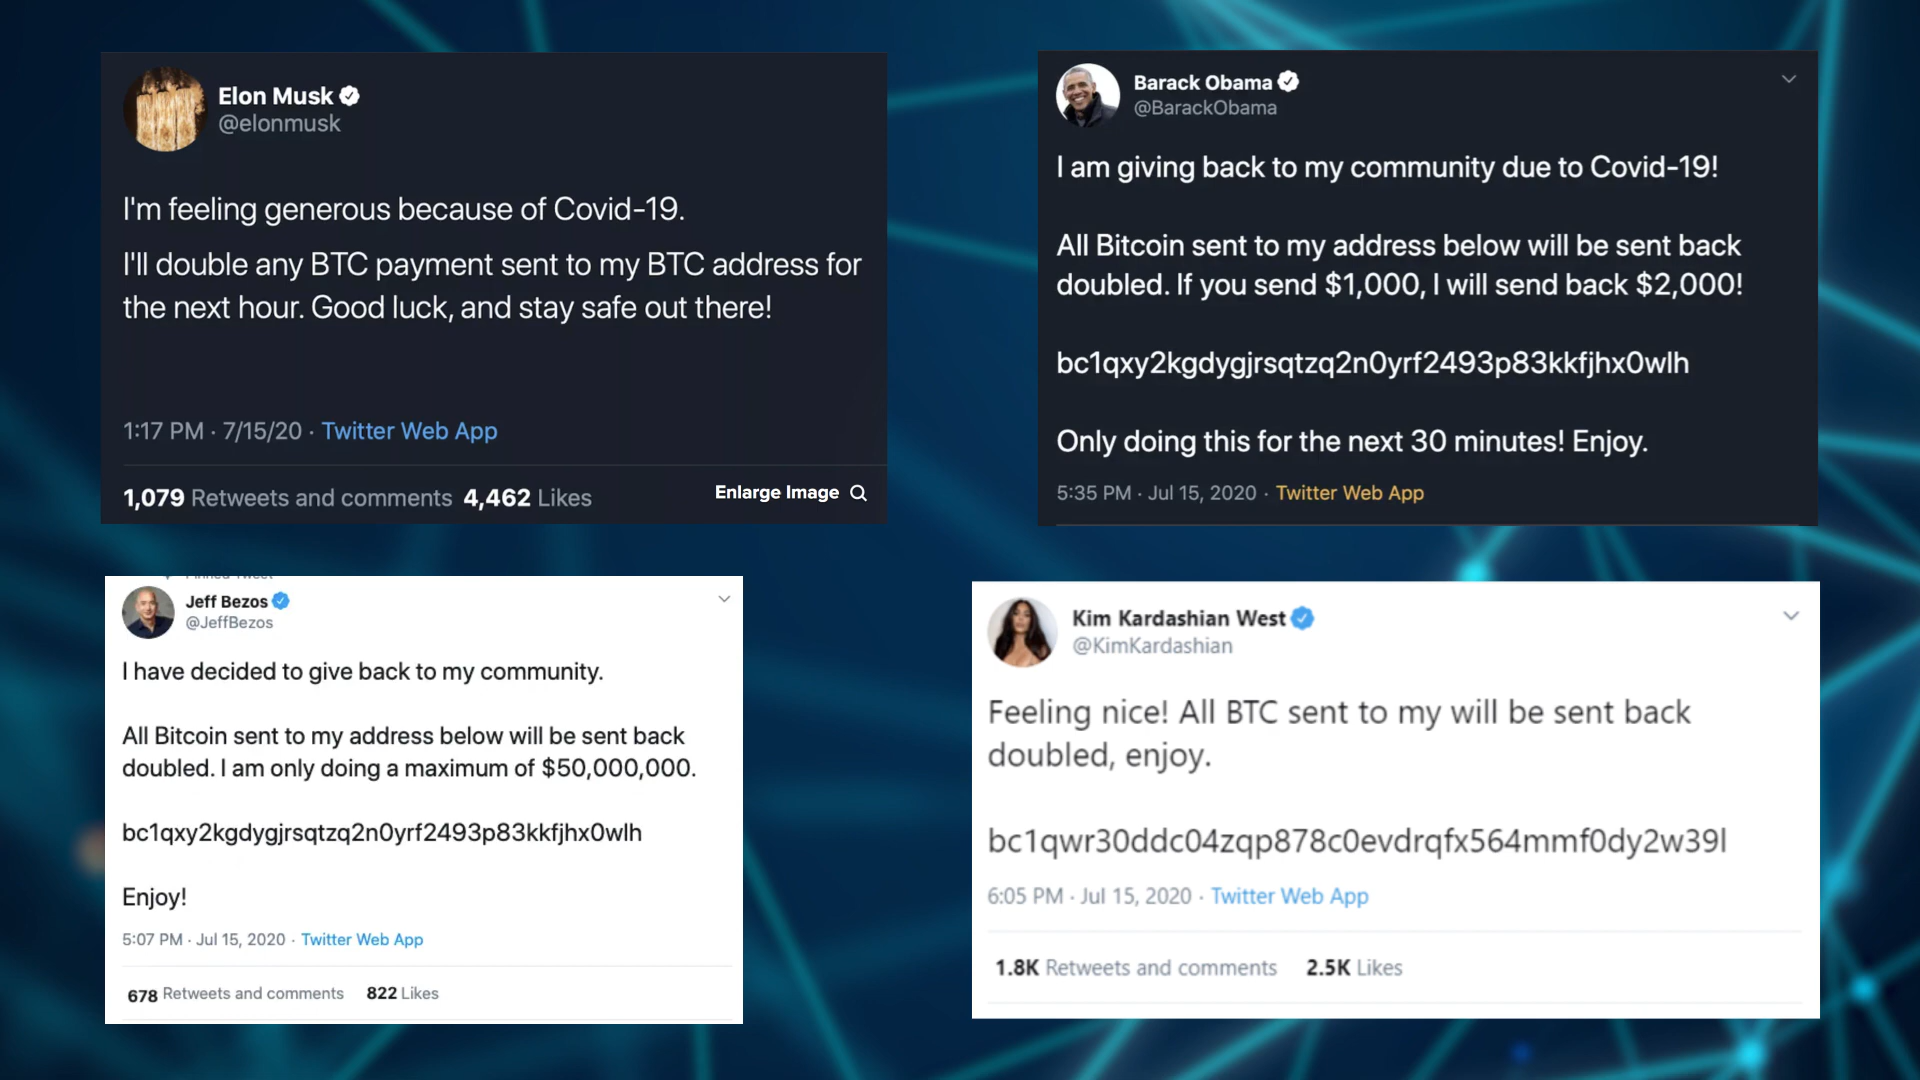 Elon Musk
@elonmusk
I'm feeling generous because of Covid-19.
I'll double any BTC payment sent to my BTC address for
the next hour. Good luck, and stay safe out there!
1:17 PM · 7/15/20 · Twitter Web App
1,079 Retweets and comments 4,462 Likes
Enlarge Image
Barack Obama
@BarackObama
I am giving back to my community due to Covid-19!
All Bitcoin sent to my address below will be sent back
doubled. If you send $1,000, I will send back $2,000!
bc1qxy2kgdygjrsqtzq2n0yrf2493p83kkfjhx0wlh
Only doing this for the next 30 minutes! Enjoy.
5:35 PM · Jul 15, 2020 · Twitter Web App
Pinned Tweet
Jeff Bezos
@JeffBezos
I have decided to give back to my community.
All Bitcoin sent to my address below will be sent back
doubled. I am only doing a maximum of $50,000,000.
bc1qxy2kgdygjrsqtzq2n0yrf2493p83kkfjhx0wlh
Enjoy!
5:07 PM · Jul 15, 2020 · Twitter Web App
678 Retweets and comments 822 Likes
Kim Kardashian West
@KimKardashian
Feeling nice! All BTC sent to my will be sent back
doubled, enjoy.
bc1qwr30ddc04zqp878c0evdrqfx564mmf0dy2w39l
6:05 PM · Jul 15, 2020 · Twitter Web App
1.8K Retweets and comments 2.5K Likes